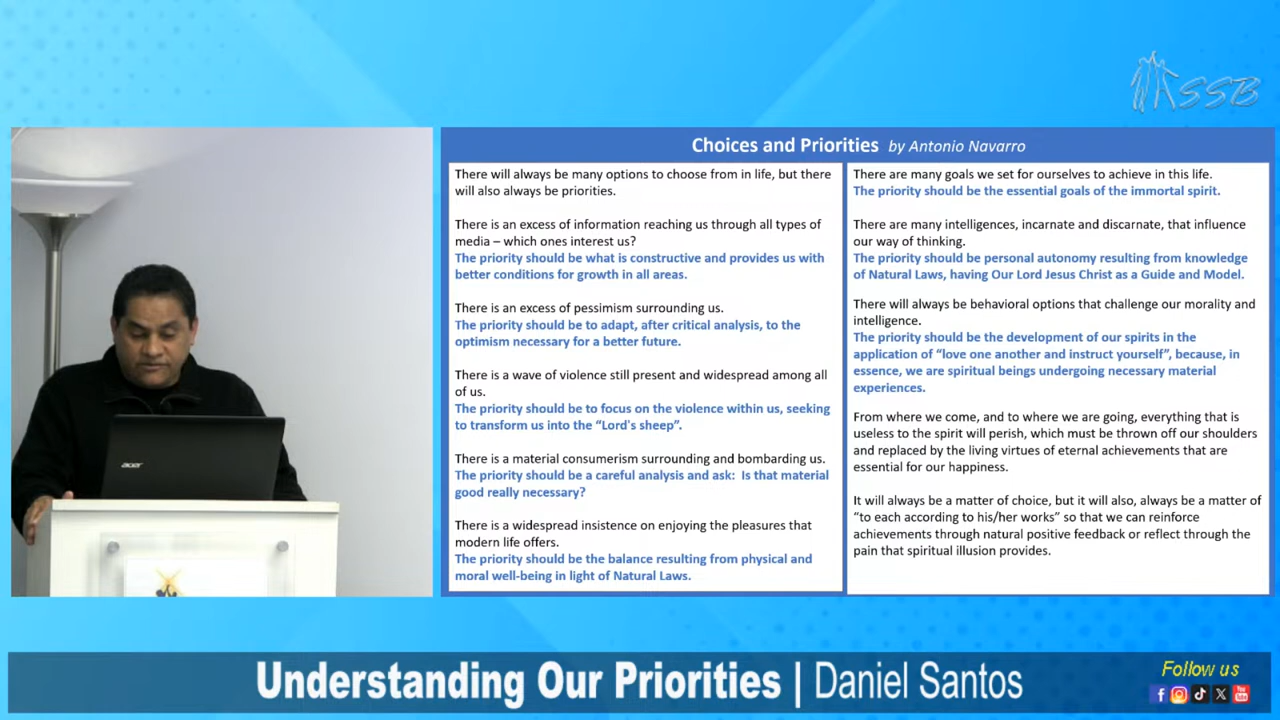 SSB
Choices and Priorities by Antonio Navarro
There will always be many options to choose from in life, but there
will also always be priorities.
There is an excess of information reaching us through all types of
media – which ones interest us?
The priority should be what is constructive and provides us with
better conditions for growth in all areas.
There is an excess of pessimism surrounding us.
The priority should be to adapt, after critical analysis, to the
optimism necessary for a better future.
There is a wave of violence still present and widespread among all
of us.
The priority should be to focus on the violence within us, seeking
to transform us into the “Lord's sheep”.
There is a material consumerism surrounding and bombarding us.
The priority should be a careful analysis and ask:  Is that material
good really necessary?
There is a widespread insistence on enjoying the pleasures that
modern life offers.
The priority should be the balance resulting from physical and
moral well-being in light of Natural Laws.
There are many goals we set for ourselves to achieve in this life.
The priority should be the essential goals of the immortal spirit.
There are many intelligences, incarnate and discarnate, that influence
our way of thinking.
The priority should be personal autonomy resulting from knowledge
of Natural Laws, having Our Lord Jesus Christ as a Guide and Model.
There will always be behavioral options that challenge our morality and
intelligence.
The priority should be the development of our spirits in the
application of “love one another and instruct yourself”, because, in
essence, we are spiritual beings undergoing necessary material
experiences.
From where we come, and to where we are going, everything that is
useless to the spirit will perish, which must be thrown off our shoulders
and replaced by the living virtues of eternal achievements that are
essential for our happiness.
It will always be a matter of choice, but it will also, always be a matter of
“to each according to his/her works” so that we can reinforce
achievements through natural positive feedback or reflect through the
pain that spiritual illusion provides.
acer
Understanding Our Priorities | Daniel Santos
Follow us